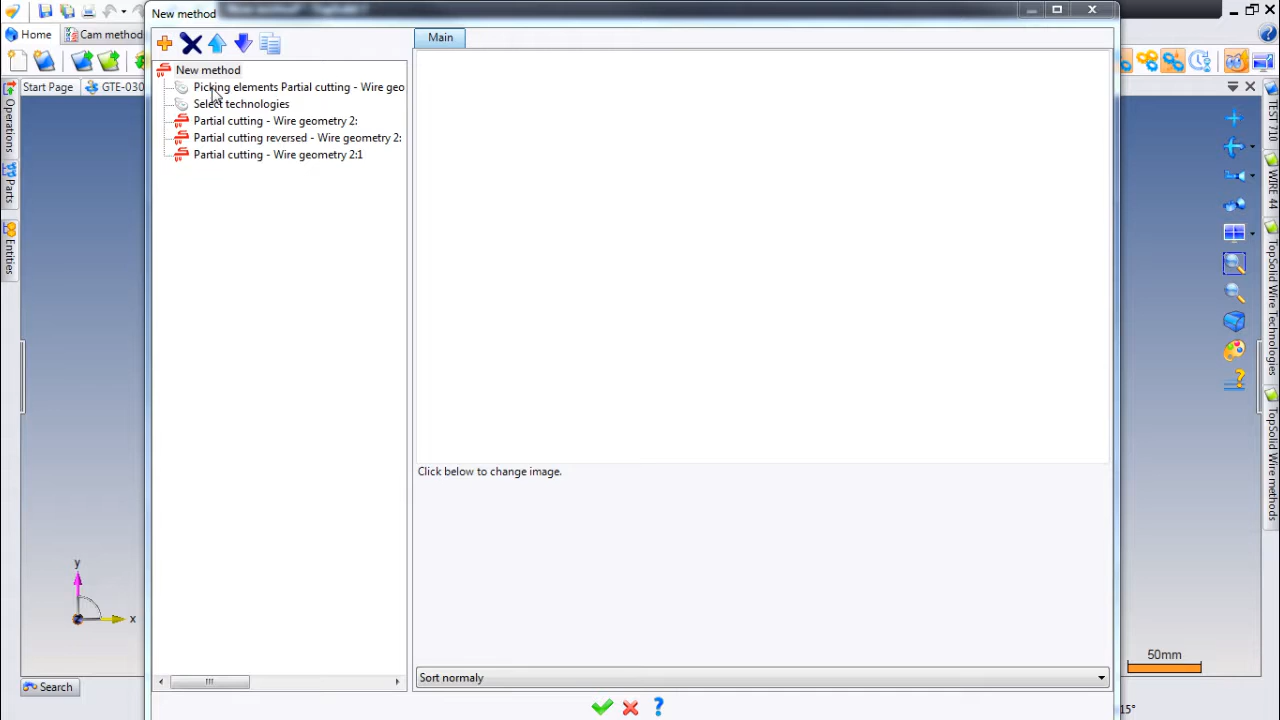 New method
Home
Cam method
Main
Start Page
GTE-030
New method
Picking elements Partial cutting - Wire geo
Select technologies
Partial cutting - Wire geometry 2:
Partial cutting reversed - Wire geometry 2:
Partial cutting - Wire geometry 2:1
Operations
Parts
Entities
TEST/10
WIRE 44
TopSolid Wire Technologies
TopSolid Wire methods
Click below to change image.
y
x
50mm
Sort normaly
Search
15°